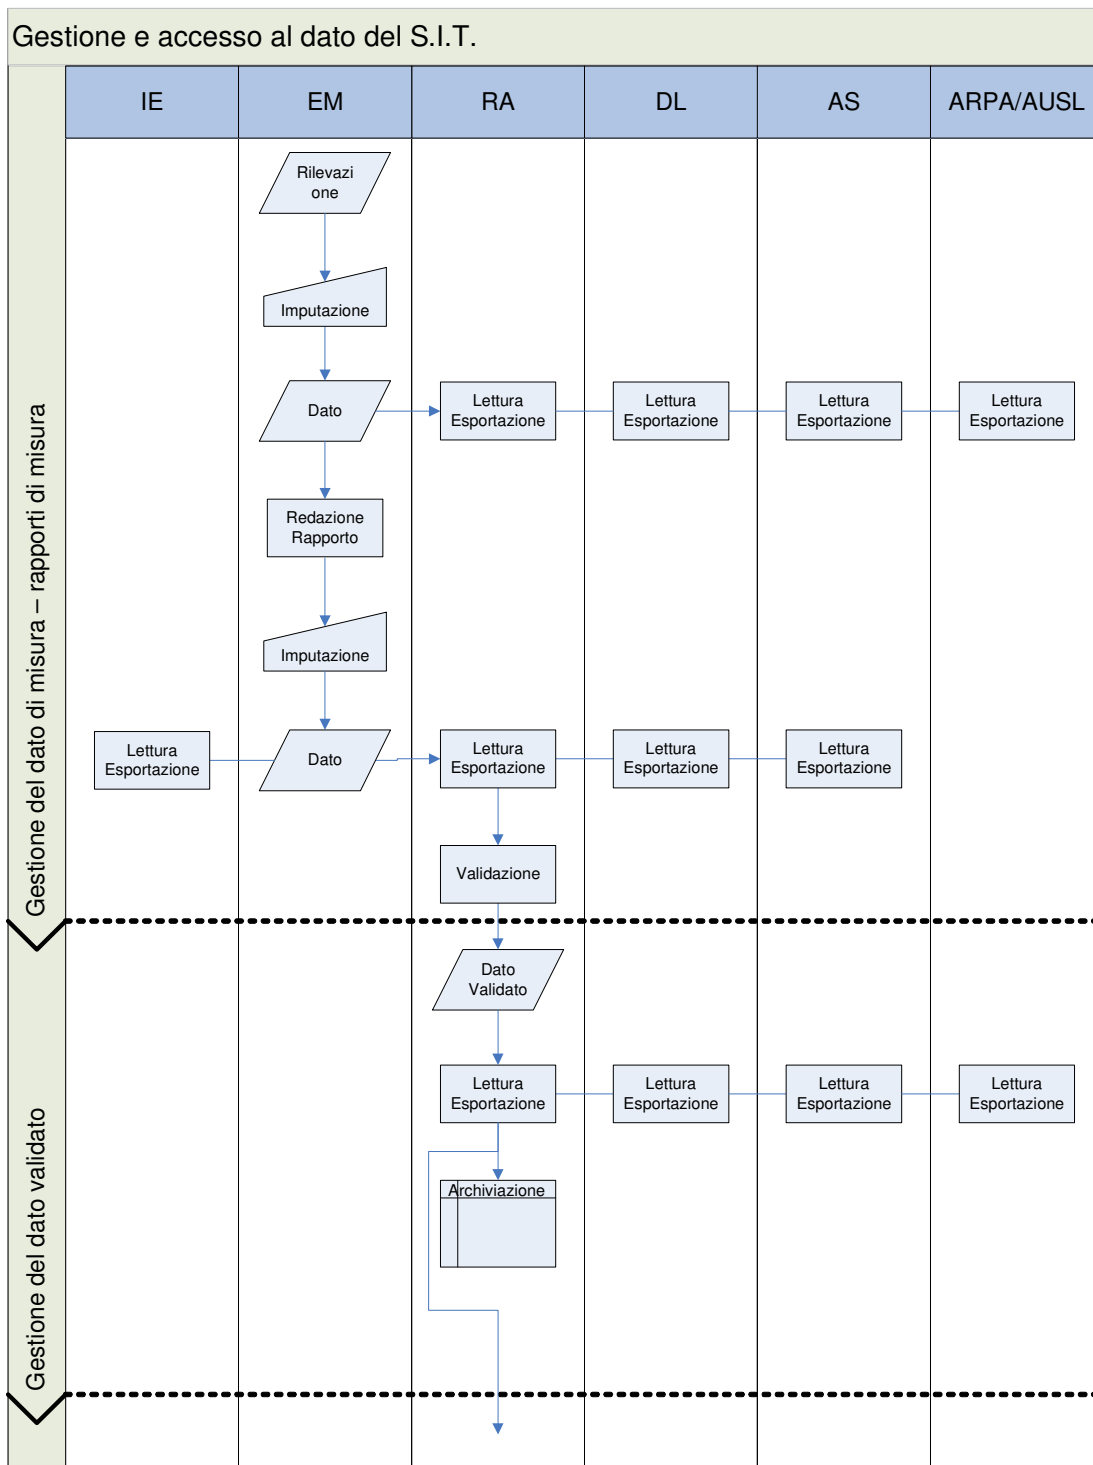 Gestione e accesso al dato del S.I.T.
IE
EM
RA
DL
AS
ARPA/AUSL
Gestione del dato di misura – rapporti di misura
Rilevazi
one
Imputazione
Dato
Lettura
Esportazione
Lettura
Esportazione
Lettura
Esportazione
Lettura
Esportazione
Redazione
Rapporto
Imputazione
Lettura
Esportazione
Dato
Lettura
Esportazione
Lettura
Esportazione
Lettura
Esportazione
Validazione
Gestione del dato validato
Dato
Validato
Lettura
Esportazione
Lettura
Esportazione
Lettura
Esportazione
Lettura
Esportazione
Archiviazione